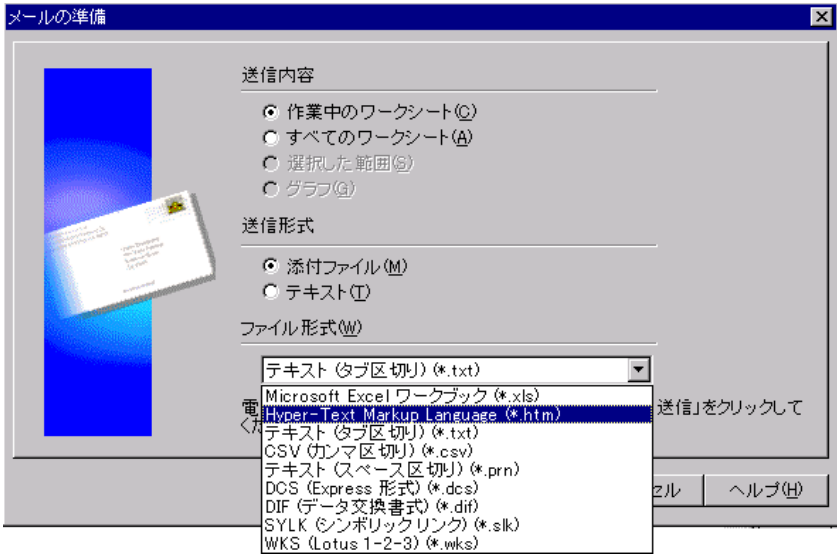 メールの準備
送信内容
作業中のワークシート(C)
すべてのワークシート(A)
選択した範囲(S)
グラフ(G)
送信形式
添付ファイル(M)
テキスト(T)
ファイル形式(W)
テキスト (タブ区切り) (*.txt)
Microsoft Excel ワークブック (*.xls)
電 送信」をクリックして
Hyper-Text Markup Language (*.htm)
くだ
テキスト (タブ区切り) (*.txt)
CSV (カンマ区切り) (*.csv)
テキスト (スペース区切り) (*.prn)
DCS (Express 形式) (*.dcs)
セル ヘルプ(H)
DIF (データ交換書式) (*.dif)
SYLK (シンボリックリンク) (*.slk)
WKS (Lotus 1-2-3) (*.wks)